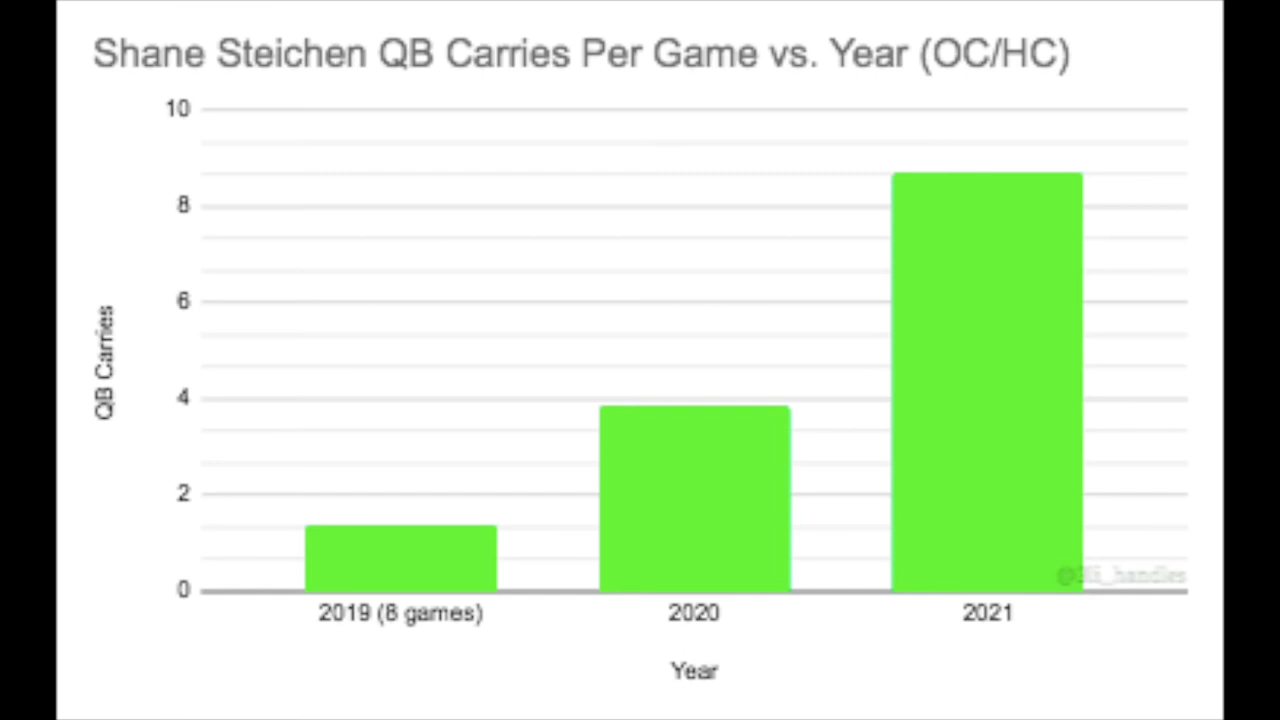 Shane Steichen QB Carries Per Game vs. Year (OC/HC)
10
8
6
4
2
0
QB Carries
2019 (8 games)
2020
2021
Year